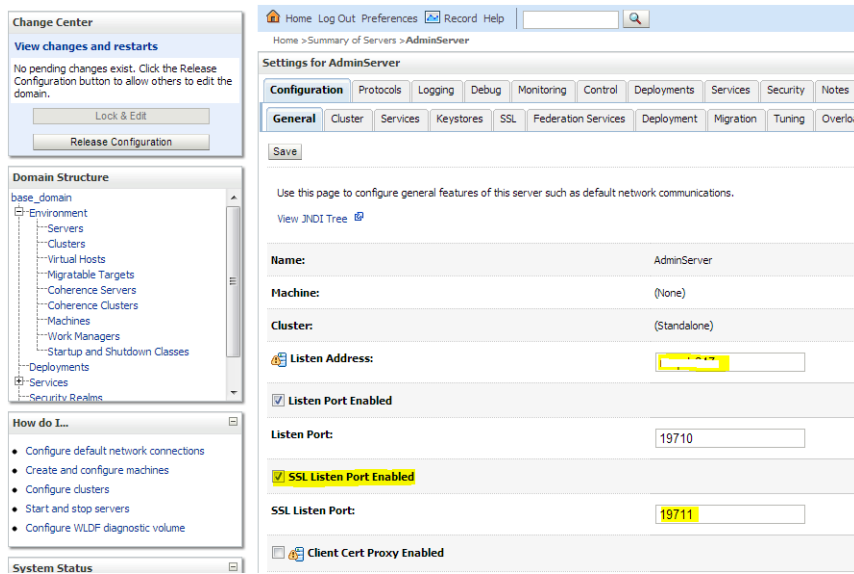 Change Center
View changes and restarts
No pending changes exist. Click the Release
Configuration button to allow others to edit the
domain.
Lock & Edit
Release Configuration
Domain Structure
base_domain
Environment
Servers
Clusters
Virtual Hosts
Migratable Targets
Coherence Servers
Coherence Clusters
Machines
Work Managers
Startup and Shutdown Classes
Deployments
Services
Security Realms
How do I...
Configure default network connections
Create and configure machines
Configure clusters
Start and stop servers
Configure WLDF diagnostic volume
System Status
Home Log Out Preferences Record Help
Home >Summary of Servers >AdminServer
Settings for AdminServer
Configuration Protocols Logging Debug Monitoring Control Deployments Services Security Notes
General Cluster Services Keystores SSL Federation Services Deployment Migration Tuning
Save
Use this page to configure general features of this server such as default network communications.
View JNDI Tree
Name: AdminServer
Machine: (None)
Cluster: (Standalone)
Listen Address:
Listen Port Enabled
Listen Port: 19710
SSL Listen Port Enabled
SSL Listen Port: 19711
Client Cert Proxy Enabled